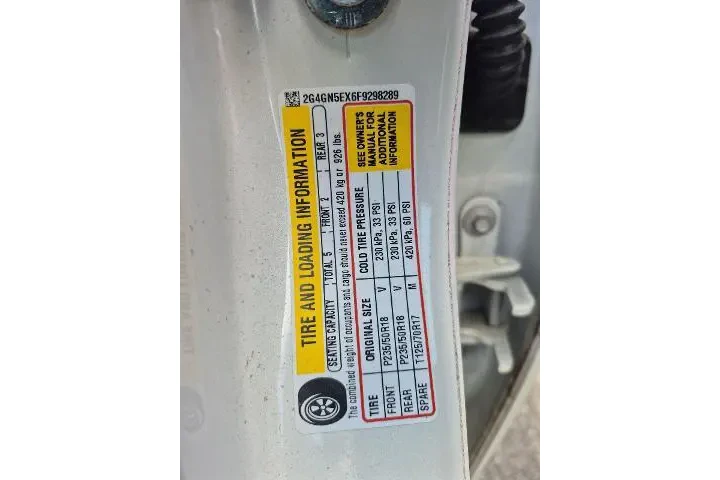 2G4GN5EX6F9298289
TIRE AND LOADING INFORMATION
SEATING CAPACITY TOTAL 5 FRONT 2 REAR 3
The combined weight of occupants and cargo should never exceed 420 kg or 926 lbs.
TIRE ORIGINAL SIZE COLD TIRE PRESSURE
FRONT P235/50R18 V 230 kPa, 33 PSI
REAR P235/50R18 V 230 kPa, 33 PSI
SPARE T125/70R17 M 420 kPa, 60 PSI
SEE OWNER'S
MANUAL FOR
ADDITIONAL
INFORMATION